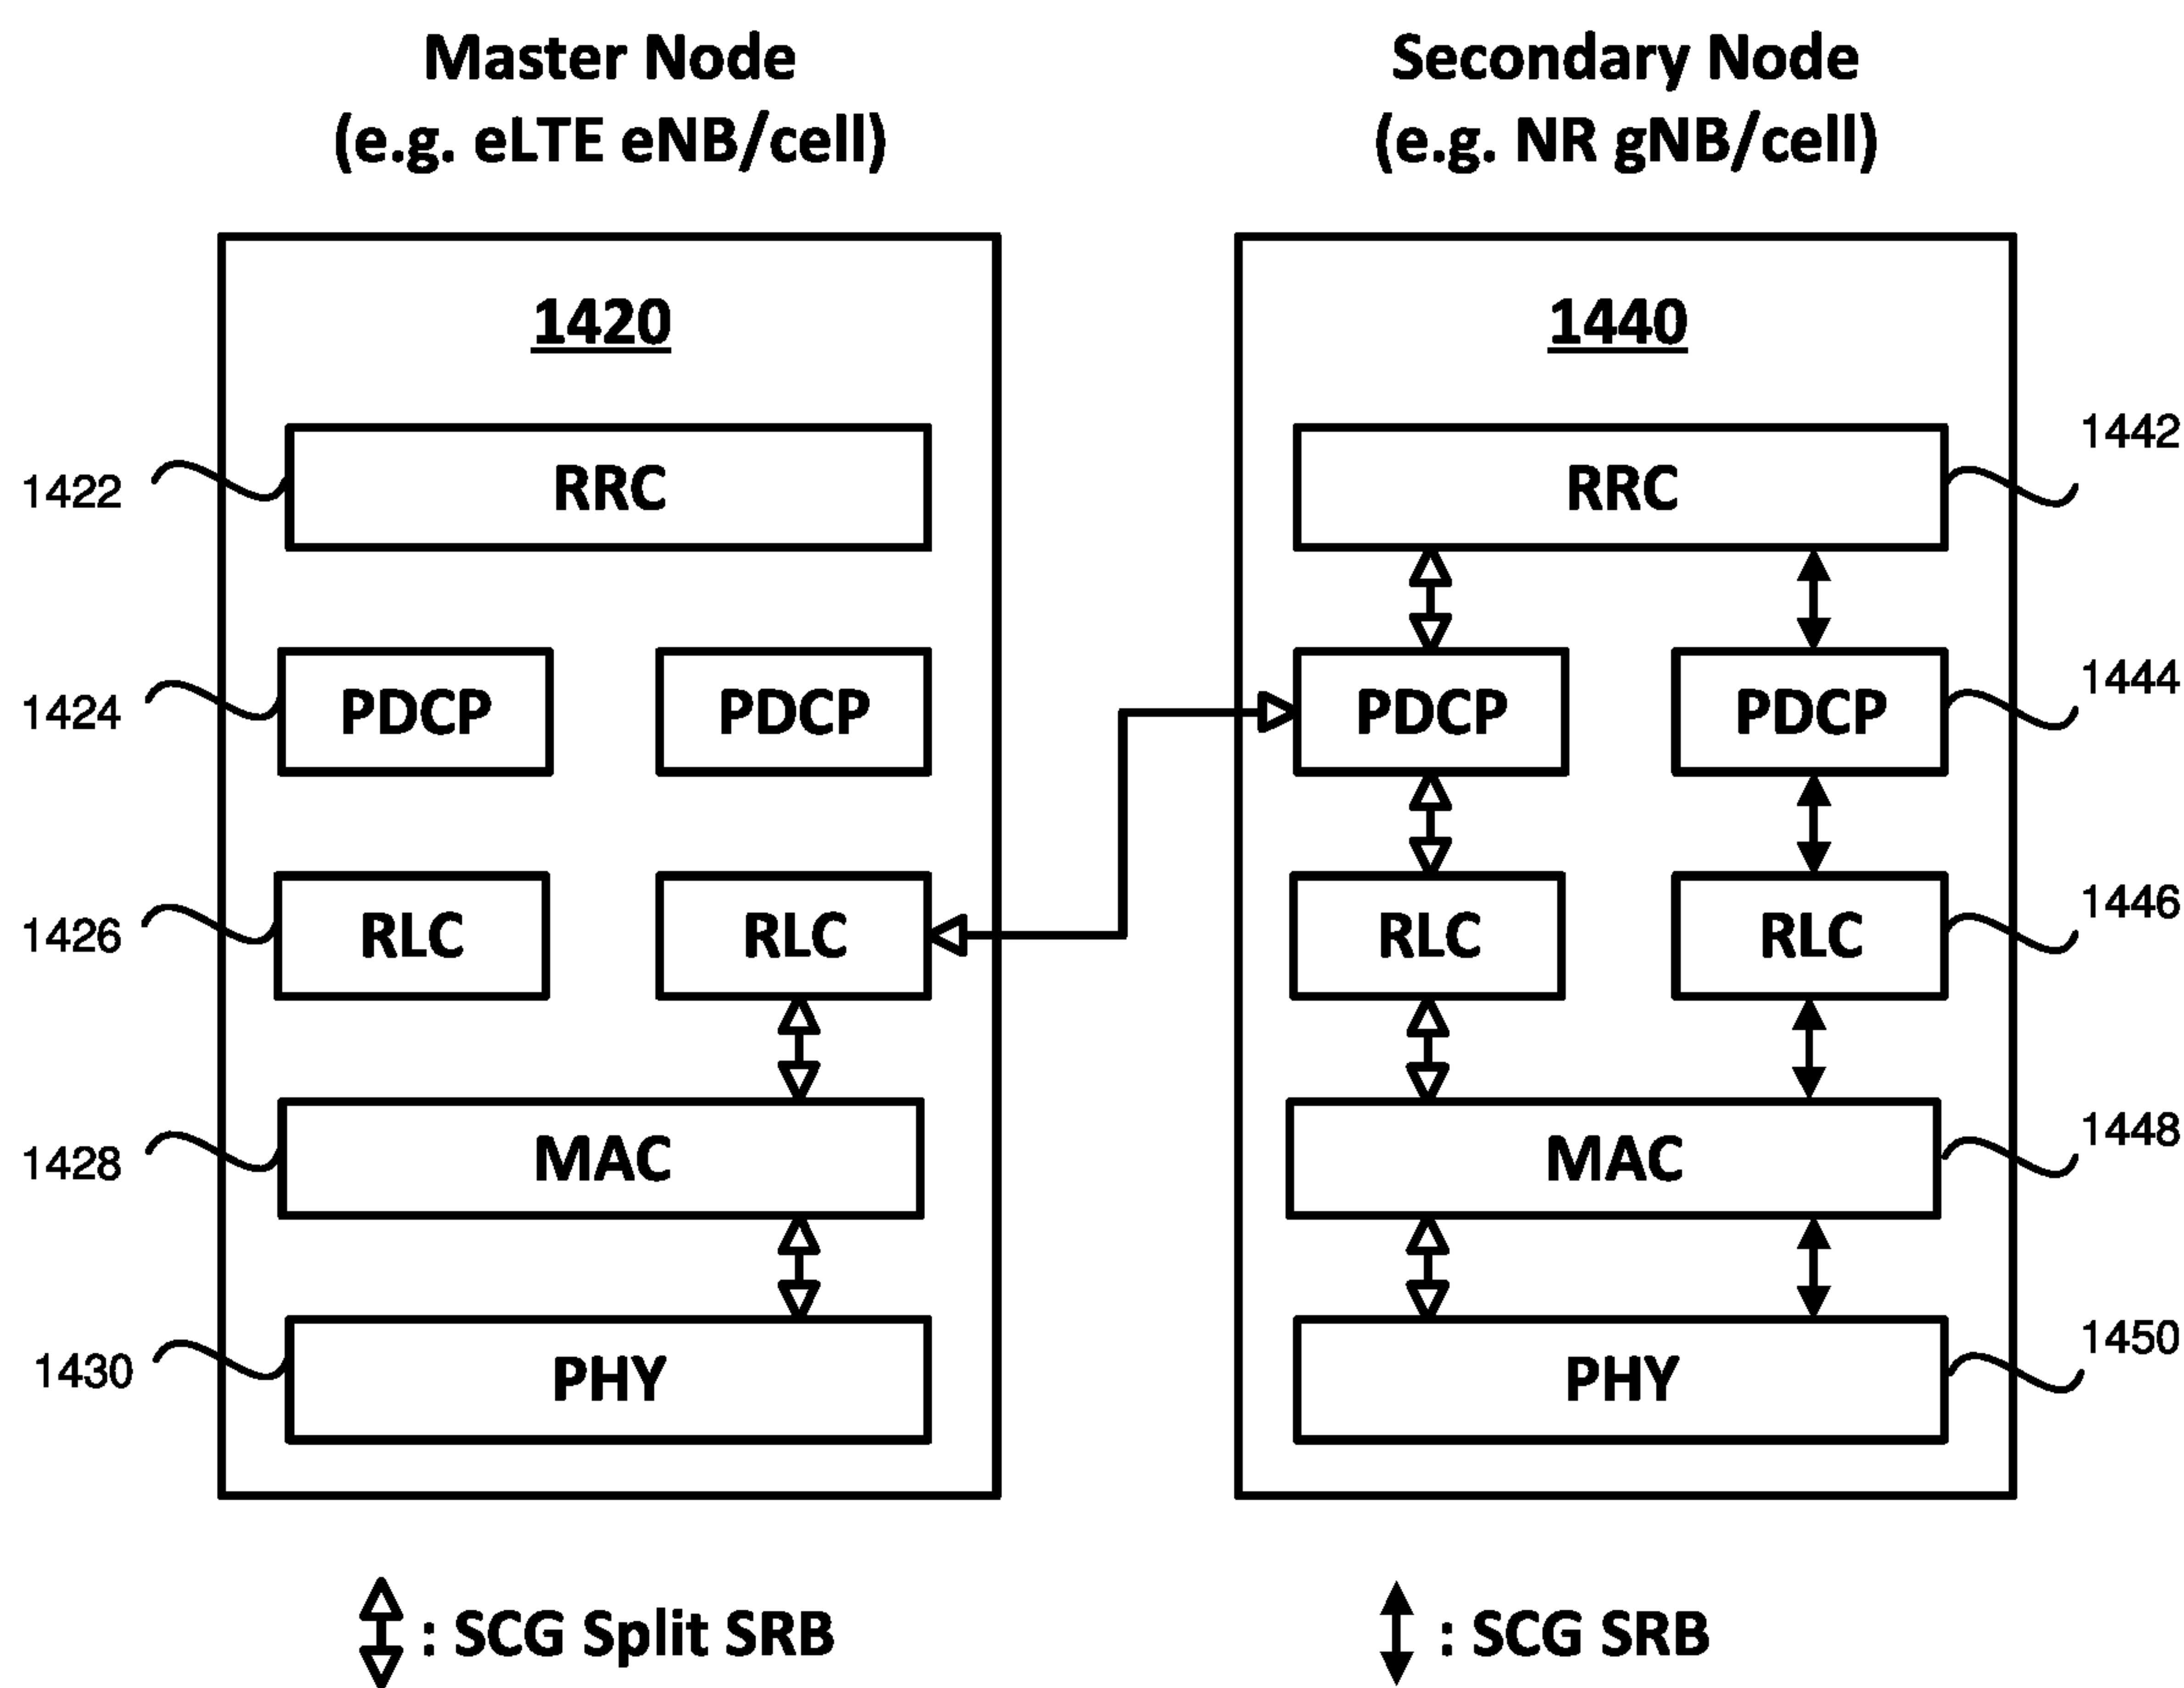 Master Node
(e.g. eLTE eNB/cell)
Secondary Node
(e.g. NR gNB/cell)
1420
1440
1422
RRC
RRC
1442
1424
PDCP
PDCP
PDCP
PDCP
1444
1426
RLC
RLC
RLC
RLC
1446
1428
MAC
MAC
1448
1430
PHY
PHY
1450
: SCG Split SRB
: SCG SRB